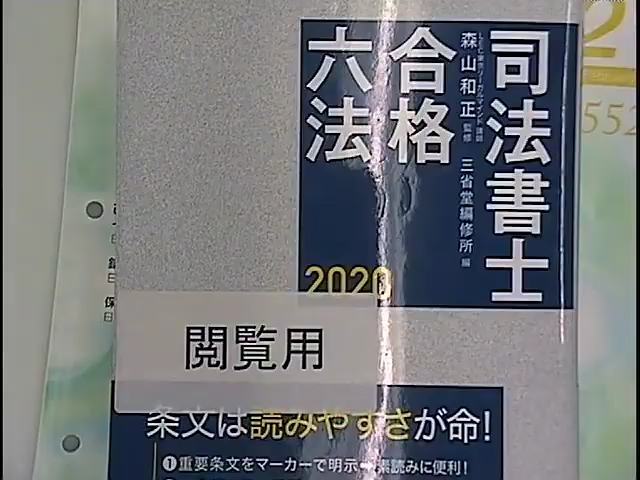 司法書士
合格
六法
LEC東京リーガルマインド 講師
森山和正 監修
三省堂編修所 編
2020
閲覧用
条文は読みやすさが命!
❶重要条文をマーカーで明示
素読みに便利!
552